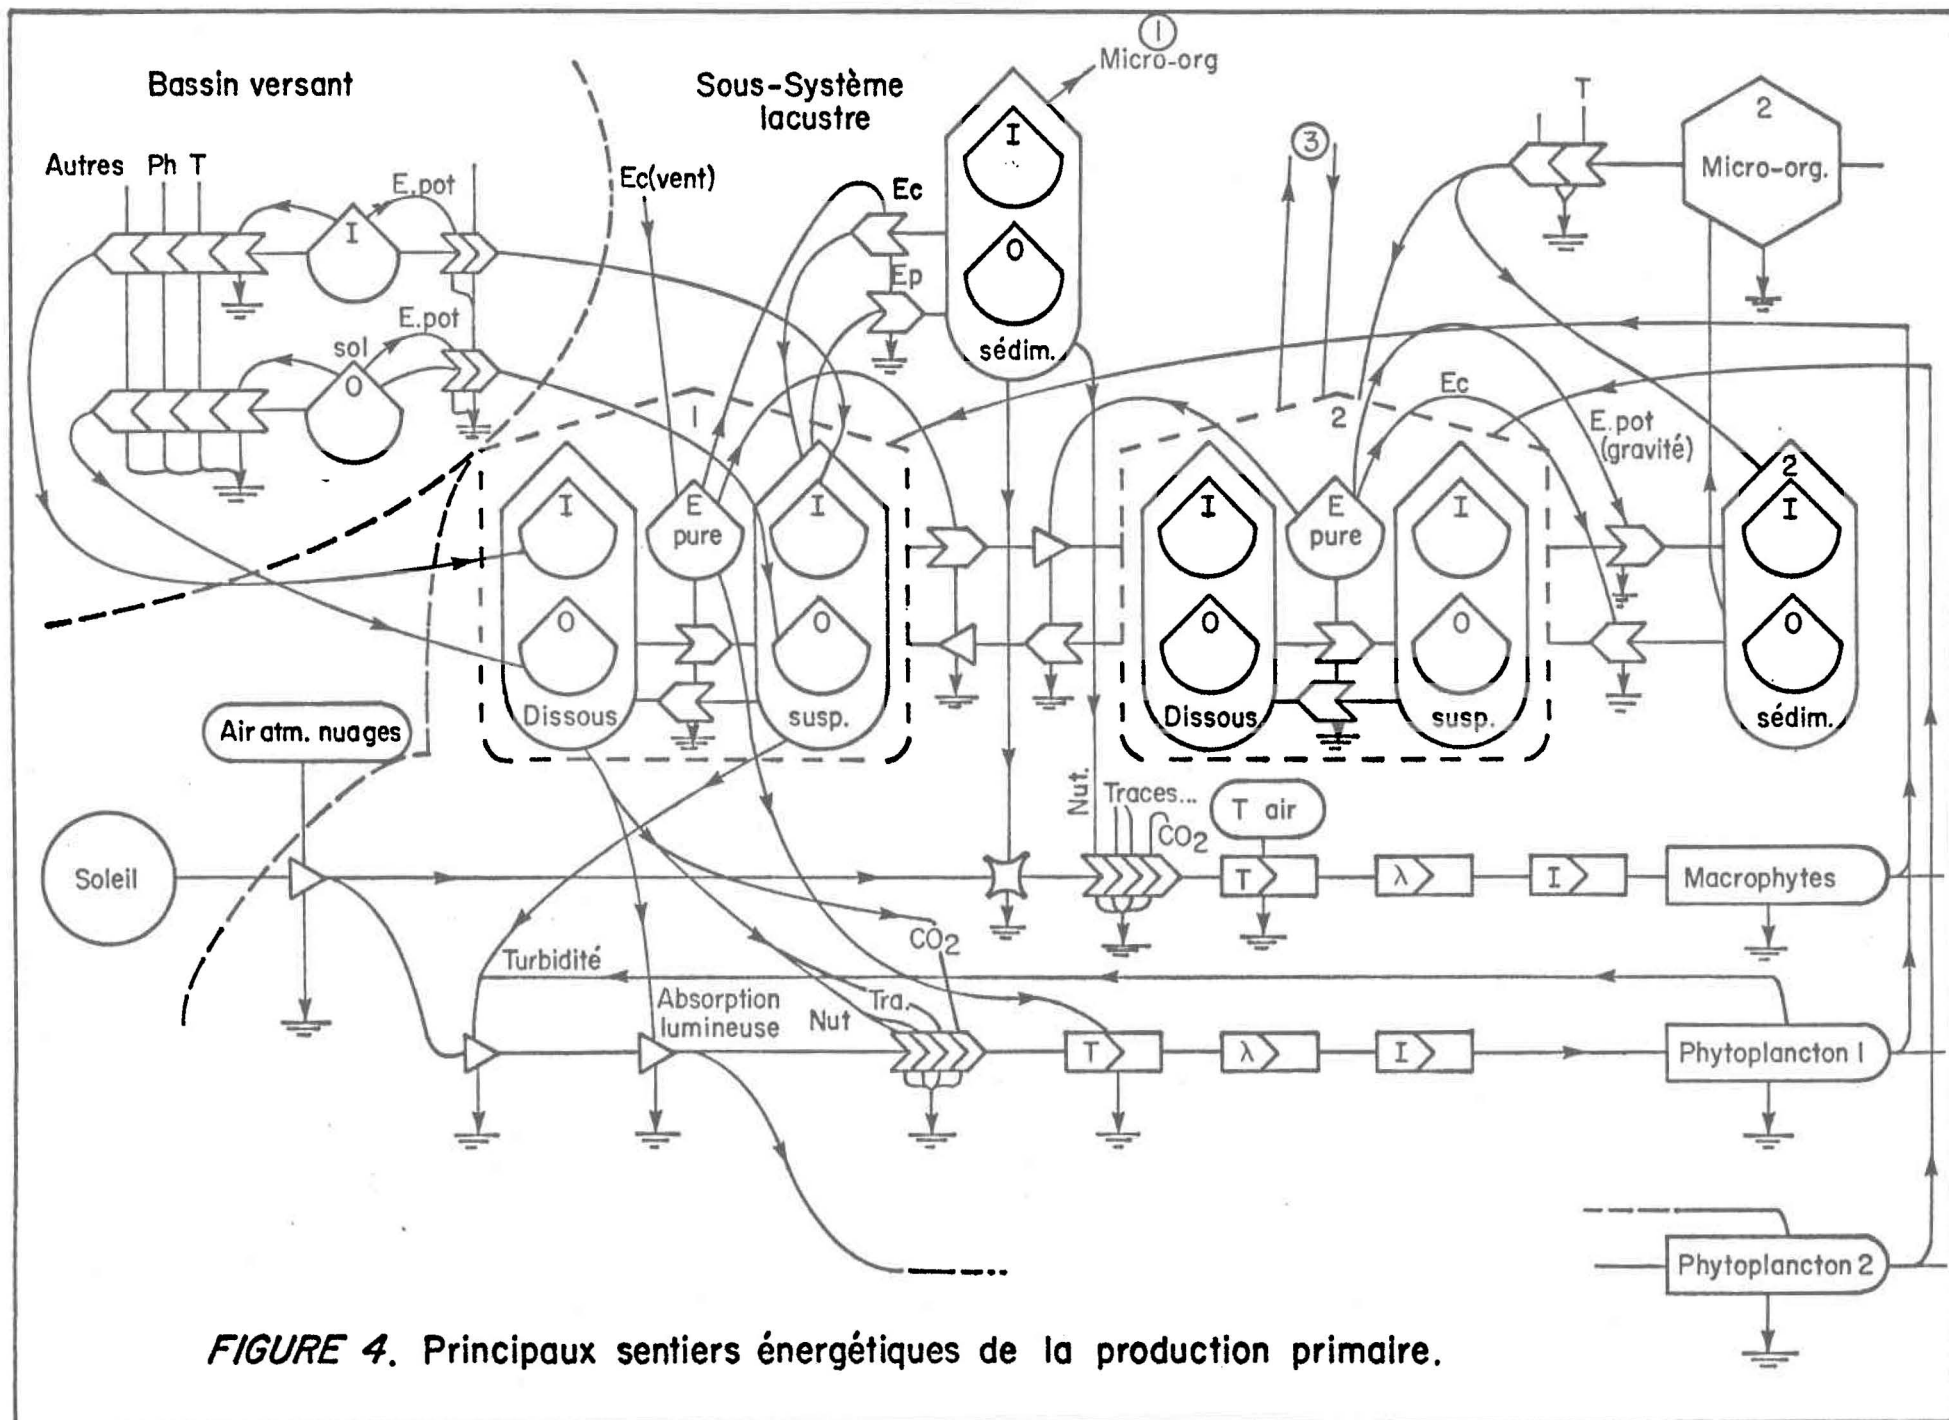 Bassin versant
Sous-Système
lacustre
1
Micro-org
Autres Ph T
E.pot
I
Ec(vent)
Ec
Ep
I
O
sédim.
3
T
2
Micro-org.
E.pot
sol
O
1
I
O
Dissous
E
pure
I
O
susp.
2
I
O
Dissous
E
pure
I
O
susp.
Ec
E.pot
(gravité)
2
I
O
sédim.
Air atm. nuages
Soleil
Nut.
Traces...
CO2
T air
T
λ
I
Macrophytes
CO2
Turbidité
Absorption
lumineuse
Nut
Tra.
T
λ
I
Phytoplancton 1
Phytoplancton 2
FIGURE 4. Principaux sentiers énergétiques de la production primaire.